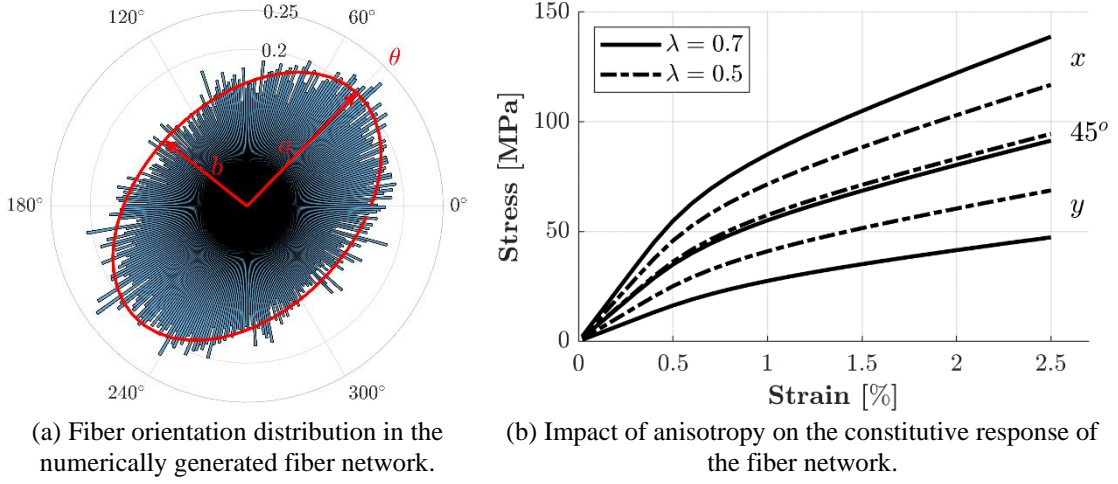 120°
0.25
60°
0.2
θ
a
b
180°
0°
240°
300°
(a) Fiber orientation distribution in the
numerically generated fiber network.
150
λ = 0.7
λ = 0.5
x
100
45°
Stress [MPa]
y
50
0
0 0.5 1 1.5 2 2.5
Strain [%]
(b) Impact of anisotropy on the constitutive response of
the fiber network.